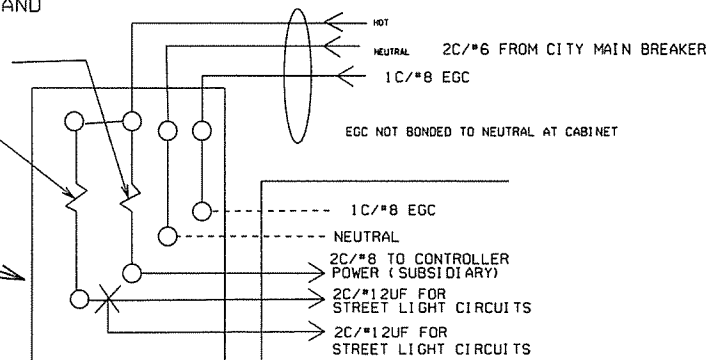 AND
HOT
NEUTRAL 2C/#6 FROM CITY MAIN BREAKER
1C/#8 EGC
EGC NOT BONDED TO NEUTRAL AT CABINET
1C/#8 EGC
NEUTRAL
2C/#8 TO CONTROLLER
POWER (SUBSIDIARY)
2C/#12UF FOR
STREET LIGHT CIRCUITS
2C/#12UF FOR
STREET LIGHT CIRCUITS